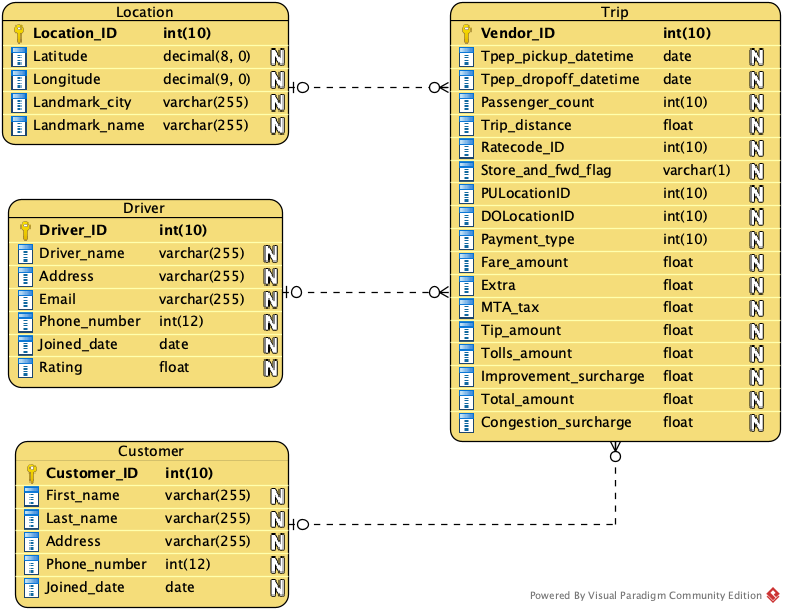 Location
Location_ID int(10)
Latitude decimal(8, 0) N
Longitude decimal(9, 0) N
Landmark_city varchar(255) N
Landmark_name varchar(255) N
Driver
Driver_ID int(10)
Driver_name varchar(255) N
Address varchar(255) N
Email varchar(255) N
Phone_number int(12) N
Joined_date date N
Rating float N
Customer
Customer_ID int(10)
First_name varchar(255) N
Last_name varchar(255) N
Address varchar(255) N
Phone_number int(12) N
Joined_date date N
Trip
Vendor_ID int(10)
Tpep_pickup_datetime date N
Tpep_dropoff_datetime date N
Passenger_count int(10) N
Trip_distance float N
Ratecode_ID int(10) N
Store_and_fwd_flag varchar(1) N
PULocationID int(10) N
DOLocationID int(10) N
Payment_type int(10) N
Fare_amount float N
Extra float N
MTA_tax float N
Tip_amount float N
Tolls_amount float N
Improvement_surcharge float N
Total_amount float N
Congestion_surcharge float N
Powered By Visual Paradigm Community Edition